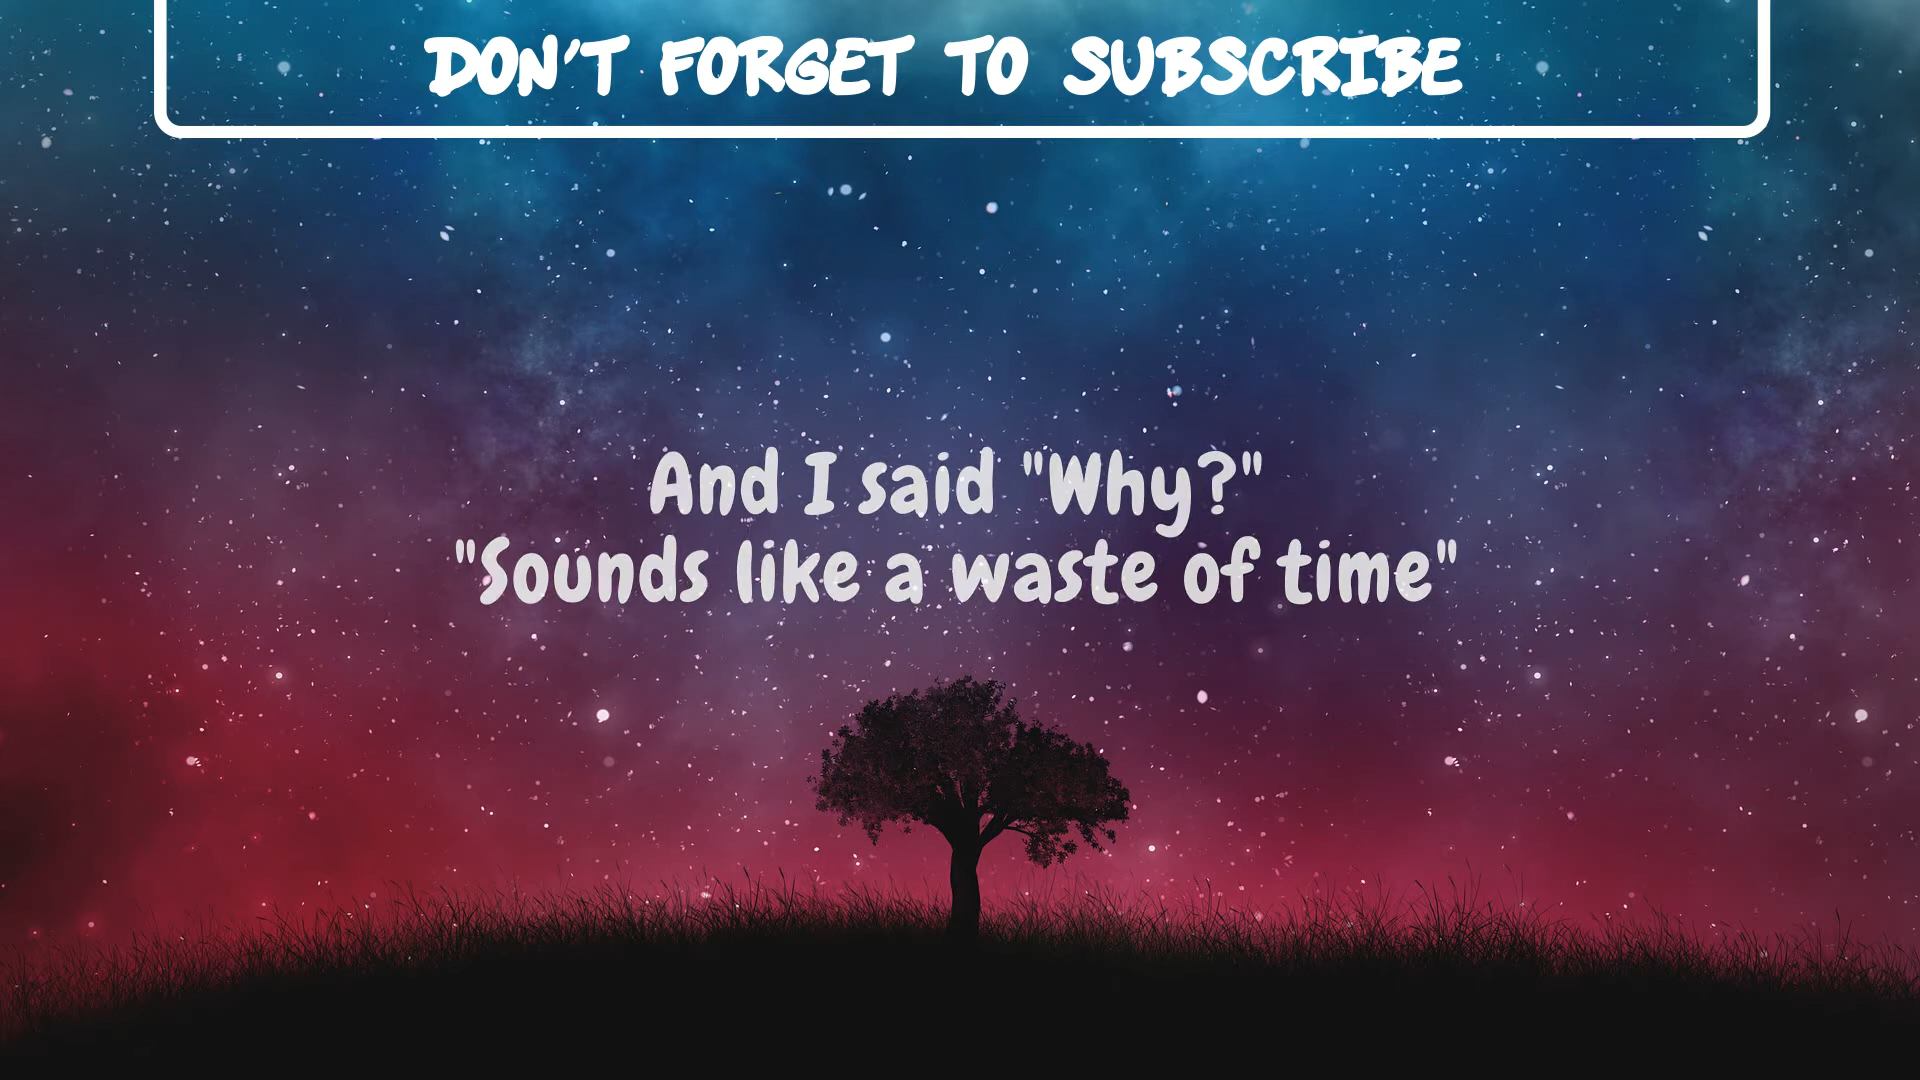 DON'T FORGET TO SUBSCRIBE
And I said "Why?"
"Sounds like a waste of time"